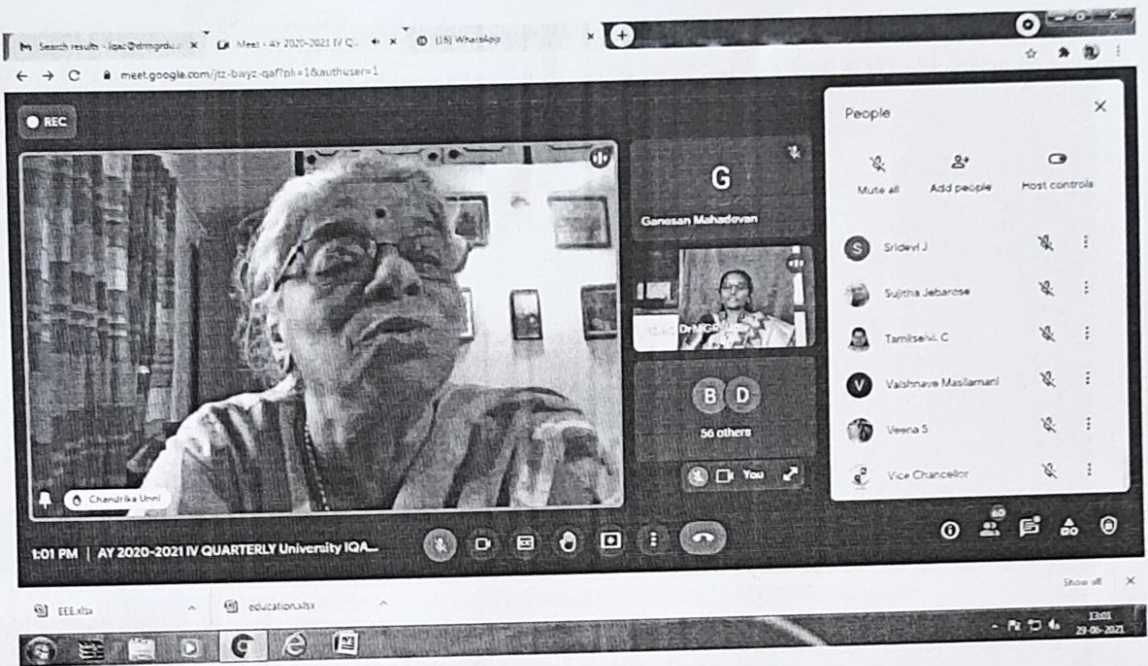 Search results - iqac@drmgrdu.
Meet - AY 2020-2021 IV Q...
(16) WhatsApp
meet.google.com/jtz-bwyz-qaf?pli=1&authuser=1
REC
Chandrika Unni
G
Ganesan Mahadevan
B D
56 others
You
People
Mute all
Add people
Host controls
S Sridevi J
Sujitha Jebarose
Tamilselvi. C
V Vaishnave Masilamani
Veena S
Vice Chancellor
60
1:01 PM | AY 2020-2021 IV QUARTERLY University IQA...
Show all
EEE.xlsx
education.xlsx
13:01
29-06-2021